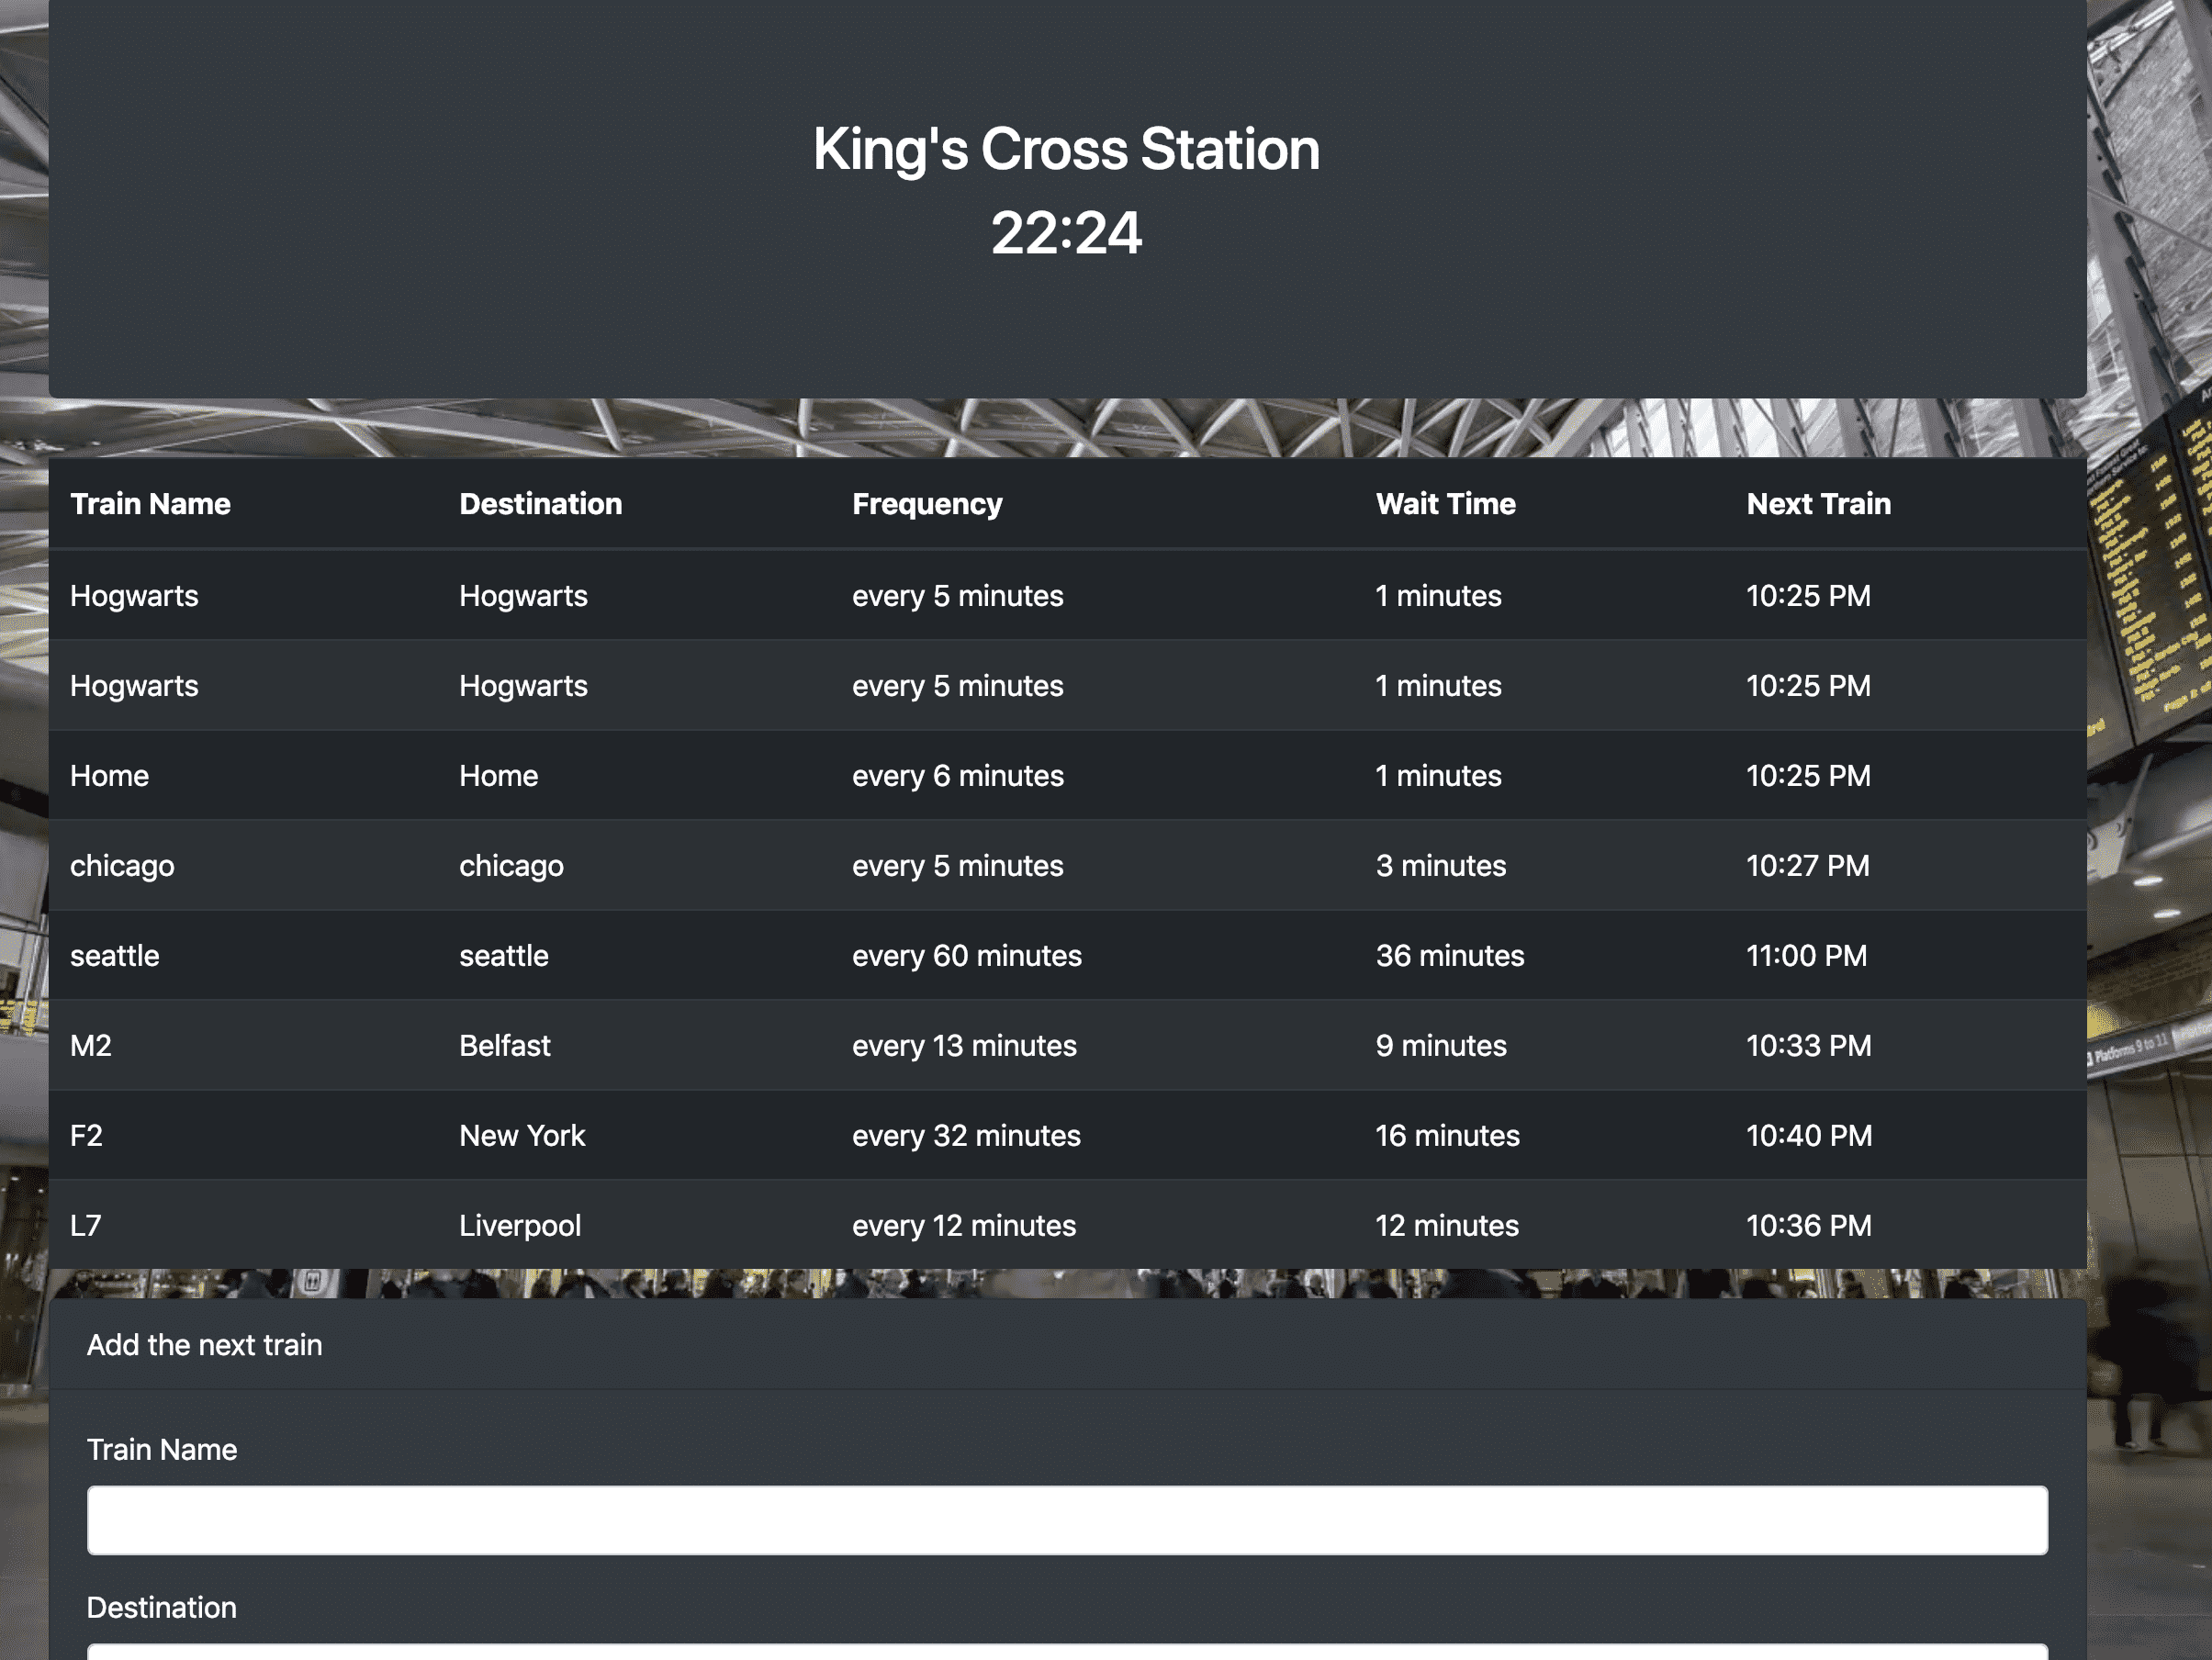 King's Cross Station
22:24
Train Name Destination Frequency Wait Time Next Train
Hogwarts Hogwarts every 5 minutes 1 minutes 10:25 PM
Hogwarts Hogwarts every 5 minutes 1 minutes 10:25 PM
Home Home every 6 minutes 1 minutes 10:25 PM
chicago chicago every 5 minutes 3 minutes 10:27 PM
seattle seattle every 60 minutes 36 minutes 11:00 PM
M2 Belfast every 13 minutes 9 minutes 10:33 PM
F2 New York every 32 minutes 16 minutes 10:40 PM
L7 Liverpool every 12 minutes 12 minutes 10:36 PM
Platforms 9 to 11
Add the next train
Train Name
Destination